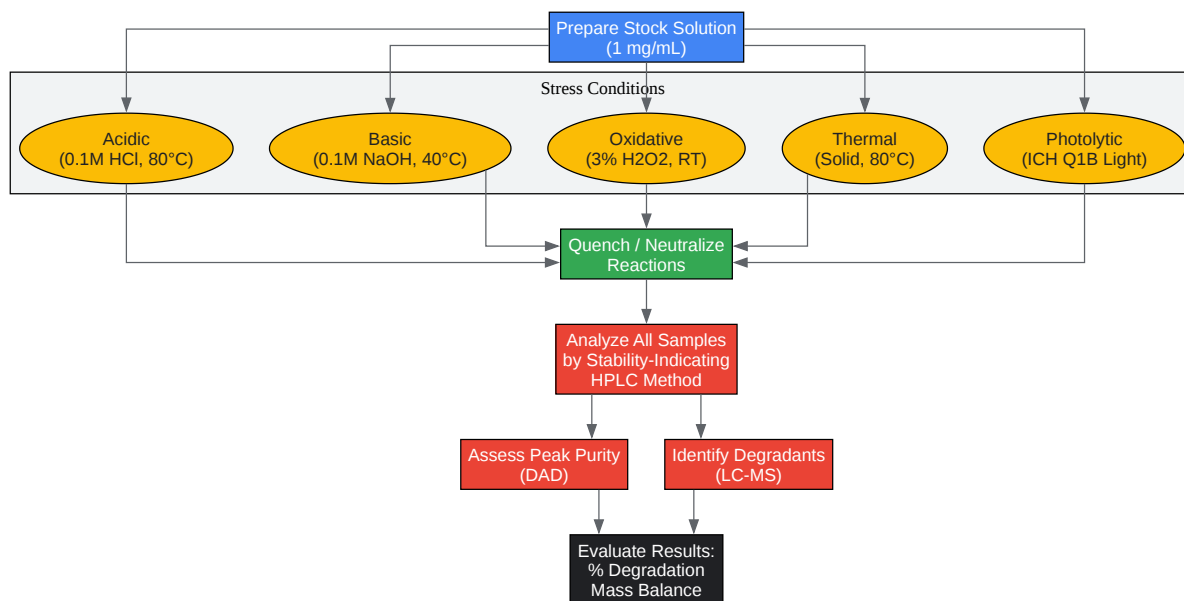 Prepare Stock Solution
(1 mg/mL)
Stress Conditions
Acidic
(0.1M HCl, 80°C)
Basic
(0.1M NaOH, 40°C)
Oxidative
(3% H2O2, RT)
Thermal
(Solid, 80°C)
Photolytic
(ICH Q1B Light)
Quench / Neutralize
Reactions
Analyze All Samples
by Stability-Indicating
HPLC Method
Assess Peak Purity
(DAD)
Identify Degradants
(LC-MS)
Evaluate Results:
% Degradation
Mass Balance